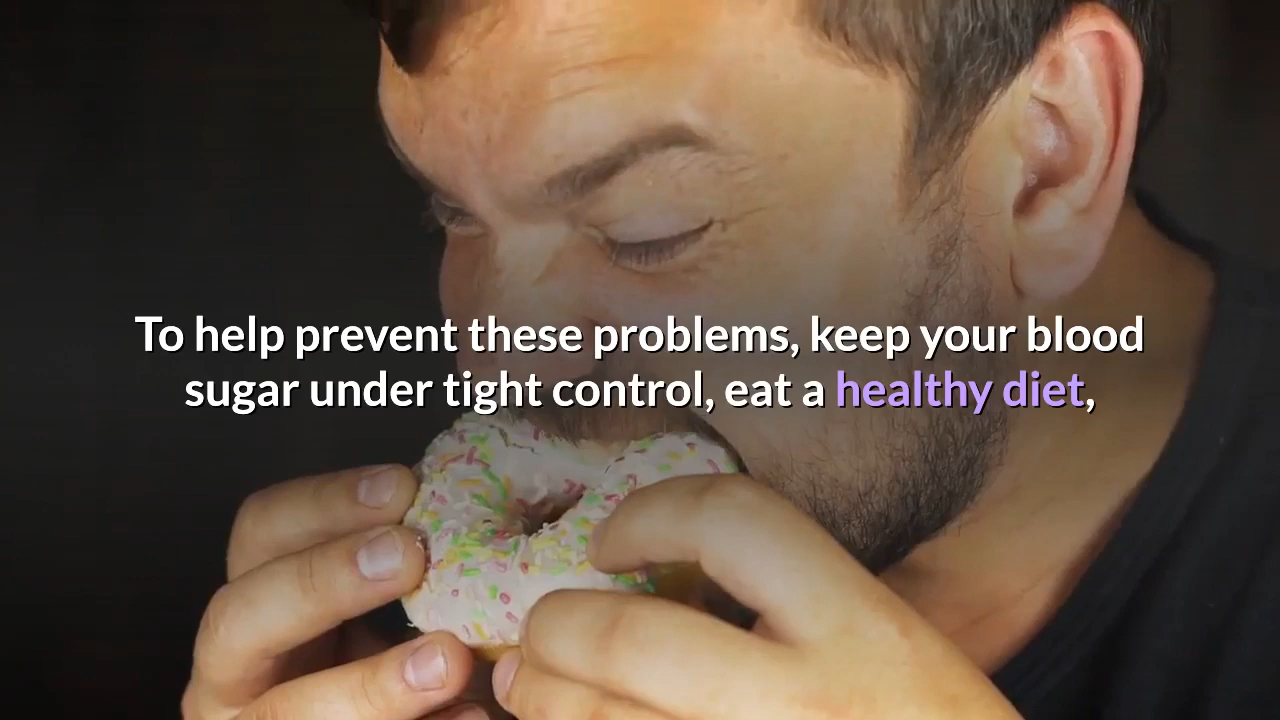 To help prevent these problems, keep your blood
sugar under tight control, eat a healthy diet,